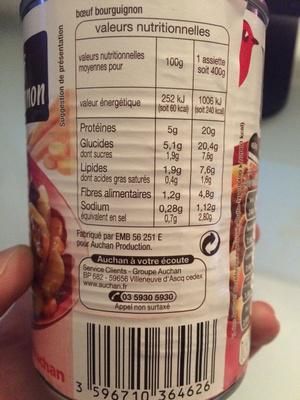 bœuf bourguignon
valeurs nutritionnelles
valeurs nutritionnelles moyennes pour 100g 1 assiette soit 400g
valeur énergétique 252 kJ (soit 60 kcal) 1006 kJ (soit 240 kcal)
Protéines 5g 20g
Glucides 5,1g 20,4g
dont sucres 1,9g 7,6g
Lipides 1,9g 7,6g
dont acides gras saturés 0,4g 1,6g
Fibres alimentaires 1,2g 4,8g
Sodium 0,28g 1,12g
équivalent en sel 0,7g 2,80g
Fabriqué par EMB 56 251 E
pour Auchan Production.
Auchan à votre écoute
Service Clients - Groupe Auchan
BP 682 - 59656 Villeneuve d'Ascq cedex
www.auchan.fr
03 5930 5930
Appel non surtaxé
3 596710 364626
Suggestion de présentation